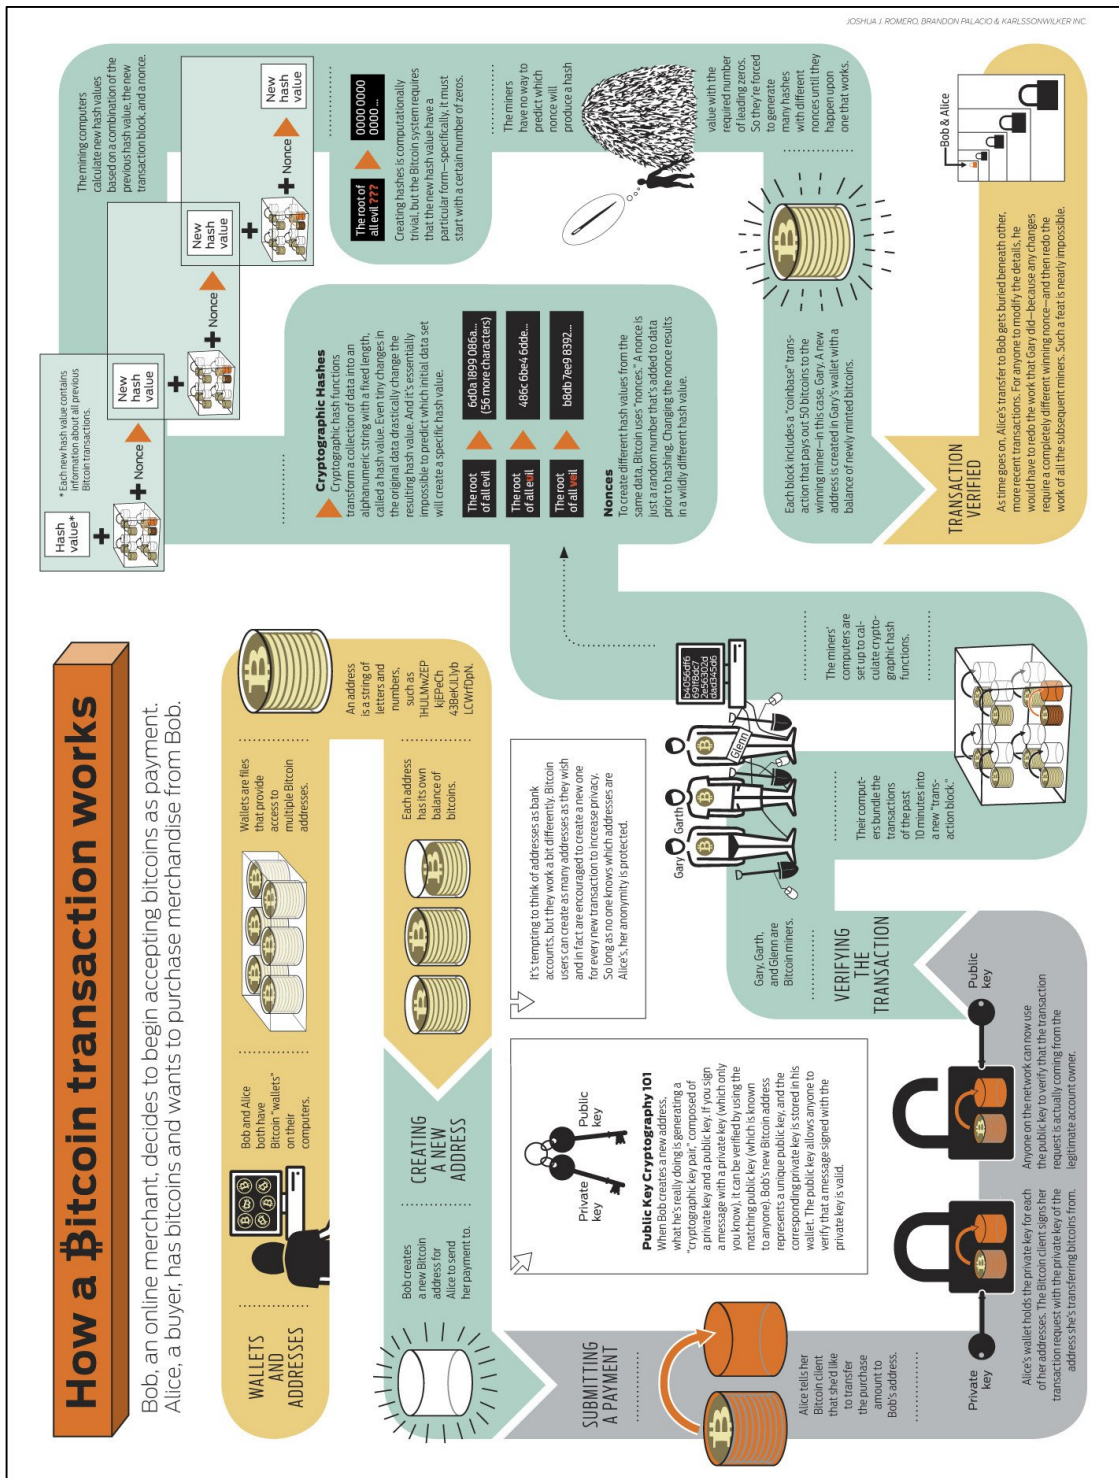 How a Bitcoin transaction works
Bob, an online merchant, decides to begin accepting bitcoins as payment.
Alice, a buyer, has bitcoins and wants to purchase merchandise from Bob.
WALLETS
AND
ADDRESSES
Bob and Alice
both have
Bitcoin "wallets"
on their
computers.
Wallets are files
that provide
access to
multiple Bitcoin
addresses.
An address
is a string of
letters and
numbers,
such as
1HULMwZEP
kjEPeCh
43BeKJL1yb
LCWrfDpN.
Each address
has its own
balance of
bitcoins.
CREATING
A NEW
ADDRESS
Bob creates
a new Bitcoin
address for
Alice to send
her payment to.
SUBMITTING
A PAYMENT
Alice tells her
Bitcoin client
that she'd like
to transfer
the purchase
amount to
Bob's address.
Private
key
Public
key
Public Key Cryptography 101
When Bob creates a new address,
what he's really doing is generating a
"cryptographic key pair," composed of
a private key and a public key. If you sign
a message with a private key (which only
you know), it can be verified by using the
matching public key (which is known
to anyone). Bob's new Bitcoin address
represents a unique public key, and the
corresponding private key is stored in his
wallet. The public key allows anyone to
verify that a message signed with the
private key is valid.
It's tempting to think of addresses as bank
accounts, but they work a bit differently. Bitcoin
users can create as many addresses as they wish
and in fact are encouraged to create a new one
for every new transaction to increase privacy.
So long as no one knows which addresses are
Alice's, her anonymity is protected.
Private
key
Alice's wallet holds the private key for each
of her addresses. The Bitcoin client signs her
transaction request with the private key of the
address she's transferring bitcoins from.
Public
key
Anyone on the network can now use
the public key to verify that the transaction
request is actually coming from the
legitimate account owner.
VERIFYING
THE
TRANSACTION
Gary, Garth,
and Glenn are
Bitcoin miners.
Gary
Garth
Glenn
b4056df6
691f8dc7
2e56302d
dad345d6
Their comput-
ers bundle the
transactions
of the past
10 minutes into
a new "trans-
action block."
The miners'
computers are
set up to cal-
culate crypto-
graphic hash
functions.
Cryptographic Hashes
Cryptographic hash functions
transform a collection of data into an
alphanumeric string with a fixed length,
called a hash value. Even tiny changes in
the original data drastically change the
resulting hash value. And it's essentially
impossible to predict which initial data set
will create a specific hash value.
The root
of all evil
6d0a 1899 086a...
(56 more characters)
The root
of all euil
486c 6be4 6dde...
The root
of all veil
b8db 7ee9 8392...
Nonces
To create different hash values from the
same data, Bitcoin uses "nonces." A nonce is
just a random number that's added to data
prior to hashing. Changing the nonce results
in a wildly different hash value.
Hash
value*
+
+ Nonce
* Each new hash value contains
information about all previous
Bitcoin transactions.
New
hash
value
+
+ Nonce
New
hash
value
+
+ Nonce
New
hash
value
The mining computers
calculate new hash values
based on a combination of the
previous hash value, the new
transaction block, and a nonce.
The root of
all evil ???
0000 0000
0000 ...
Creating hashes is computationally
trivial, but the Bitcoin system requires
that the new hash value have a
particular form—specifically, it must
start with a certain number of zeros.
The miners
have no way to
predict which
nonce will
produce a hash
value with the
required number
of leading zeros.
So they're forced
to generate
many hashes
with different
nonces until they
happen upon
one that works.
Each block includes a "coinbase" trans-
action that pays out 50 bitcoins to the
winning miner—in this case, Gary. A new
address is created in Gary's wallet with a
balance of newly minted bitcoins.
TRANSACTION
VERIFIED
As time goes on, Alice's transfer to Bob gets buried beneath other,
more recent transactions. For anyone to modify the details, he
would have to redo the work that Gary did—because any changes
require a completely different winning nonce—and then redo the
work of all the subsequent miners. Such a feat is nearly impossible.
Bob & Alice
JOSHUA J. ROMERO, BRANDON PALACIO & KARLSSONWILKER INC.